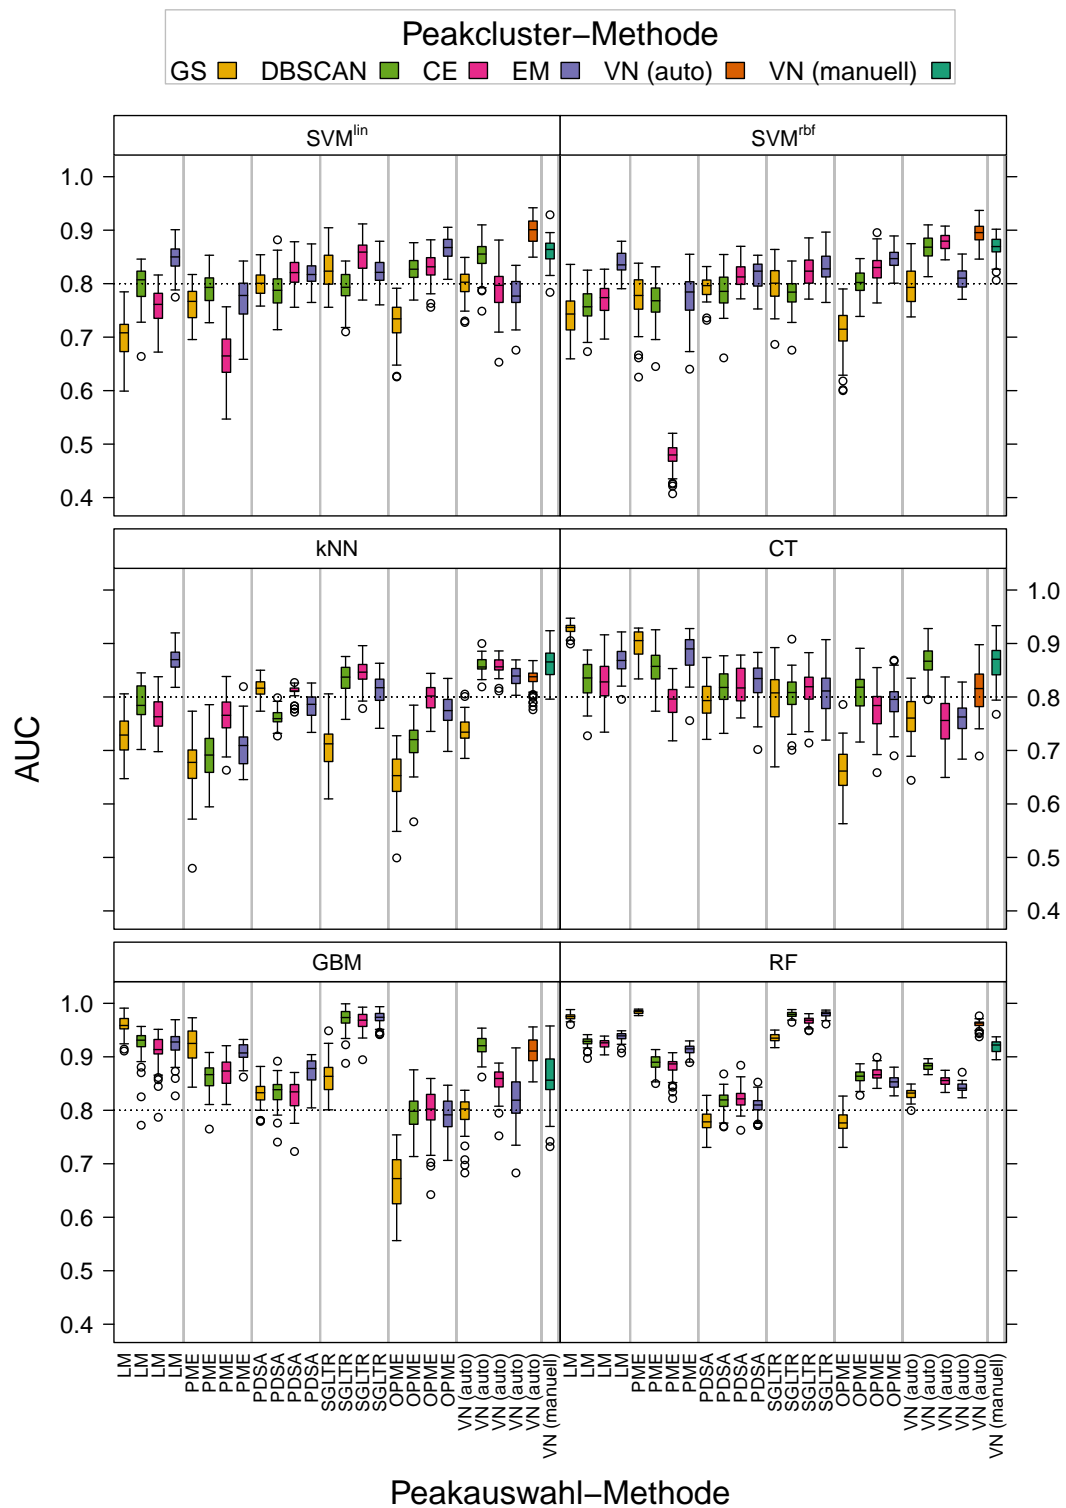 Peakcluster−Methode
GS DBSCAN CE EM VN (auto) VN (manuell)
SVMlin SVMrbf
1.0
0.9
0.8
0.7
0.6
0.5
0.4
kNN CT
1.0
0.9
0.8
0.7
0.6
0.5
0.4
AUC
GBM RF
1.0
0.9
0.8
0.7
0.6
0.5
0.4
LM LM LM LM PME PME PME PME PDSA PDSA PDSA PDSA SGLTR SGLTR SGLTR SGLTR OPME OPME OPME OPME VN (auto) VN (auto) VN (auto) VN (auto) VN (auto) VN (manuell)
LM LM LM LM PME PME PME PME PDSA PDSA PDSA PDSA SGLTR SGLTR SGLTR SGLTR OPME OPME OPME OPME VN (auto) VN (auto) VN (auto) VN (auto) VN (auto) VN (manuell)
Peakauswahl−Methode